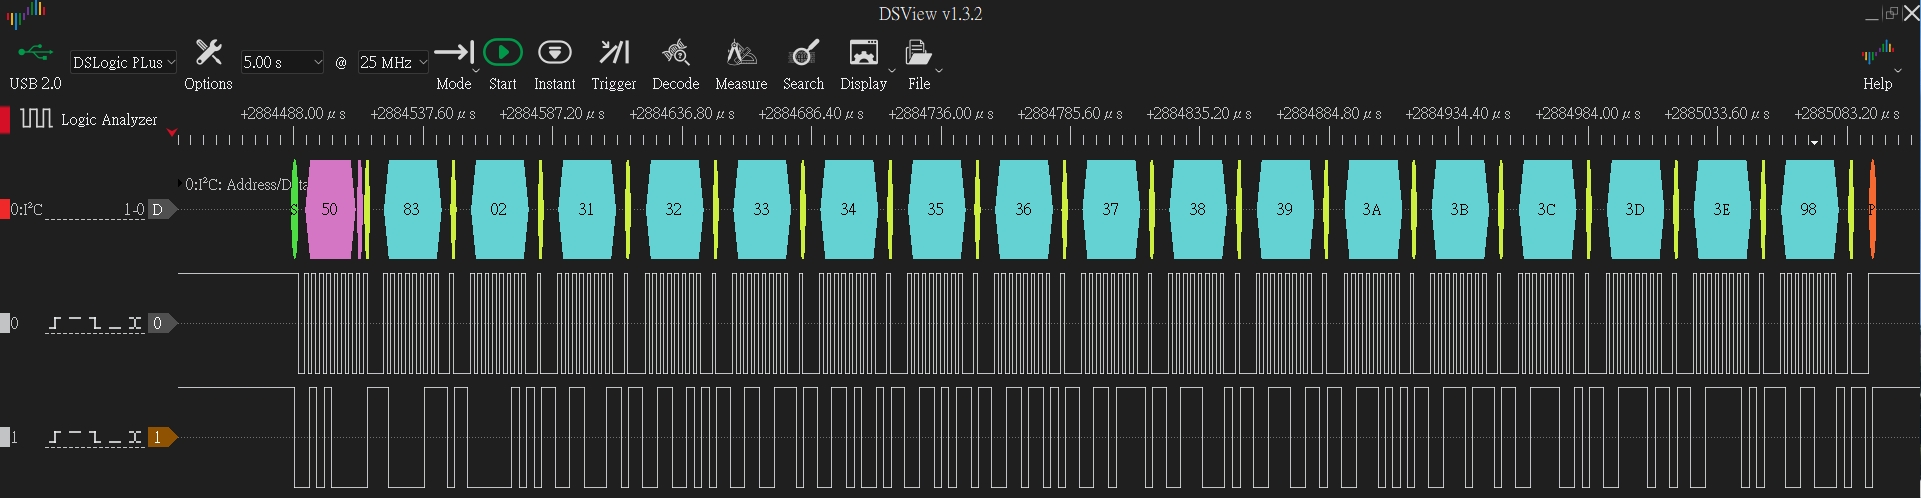 DSView v1.3.2
USB 2.0
DSLogic PLus
Options
5.00 s
@
25 MHz
Mode
Start
Instant
Trigger
Decode
Measure
Search
Display
File
Help
Logic Analyzer
+2884488.00 μs +2884537.60 μs +2884587.20 μs +2884636.80 μs +2884686.40 μs +2884736.00 μs +2884785.60 μs +2884835.20 μs +2884884.80 μs +2884934.40 μs +2884984.00 μs +2885033.60 μs +2885083.20 μs
0:I²C: Address/Data
0:I²C 1-0 D S 50 83 02 31 32 33 34 35 36 37 38 39 3A 3B 3C 3D 3E 98 P
0 0
1 1